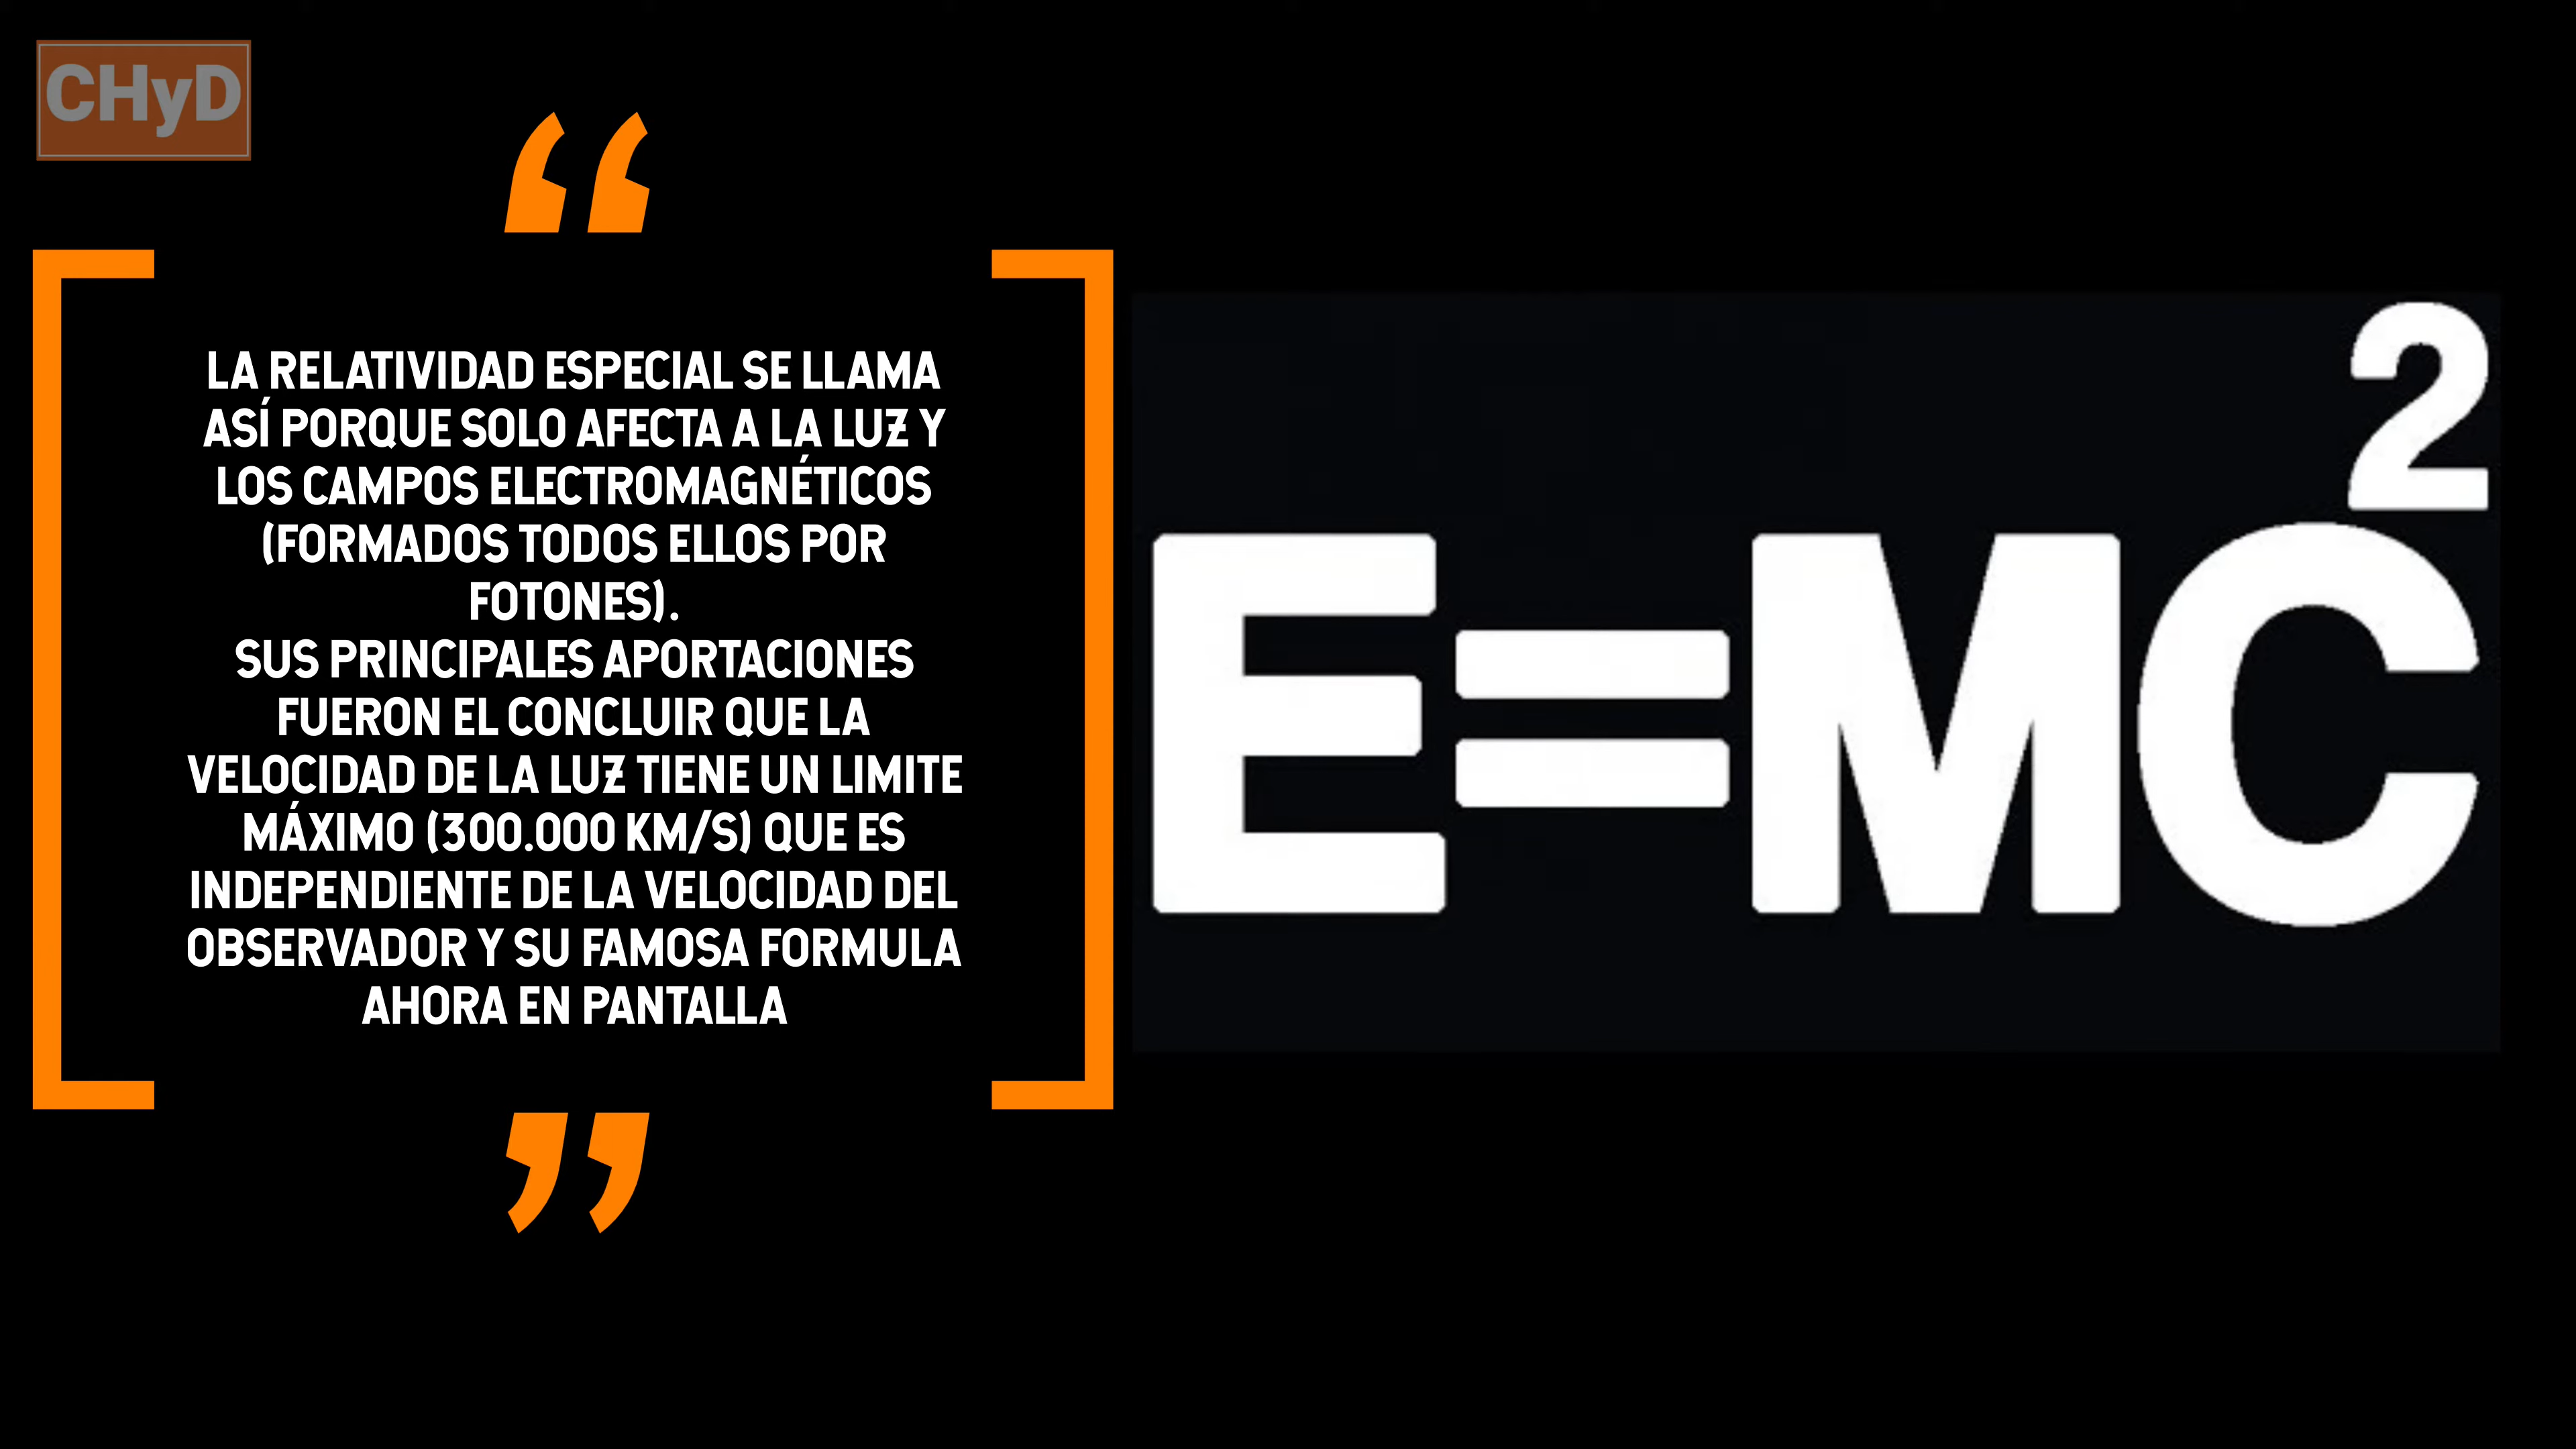 CHyD
“
LA RELATIVIDAD ESPECIAL SE LLAMA
ASÍ PORQUE SOLO AFECTA A LA LUZ Y
LOS CAMPOS ELECTROMAGNÉTICOS
(FORMADOS TODOS ELLOS POR
FOTONES).
SUS PRINCIPALES APORTACIONES
FUERON EL CONCLUIR QUE LA
VELOCIDAD DE LA LUZ TIENE UN LIMITE
MÁXIMO (300.000 KM/S) QUE ES
INDEPENDIENTE DE LA VELOCIDAD DEL
OBSERVADOR Y SU FAMOSA FORMULA
AHORA EN PANTALLA
”
E=MC²